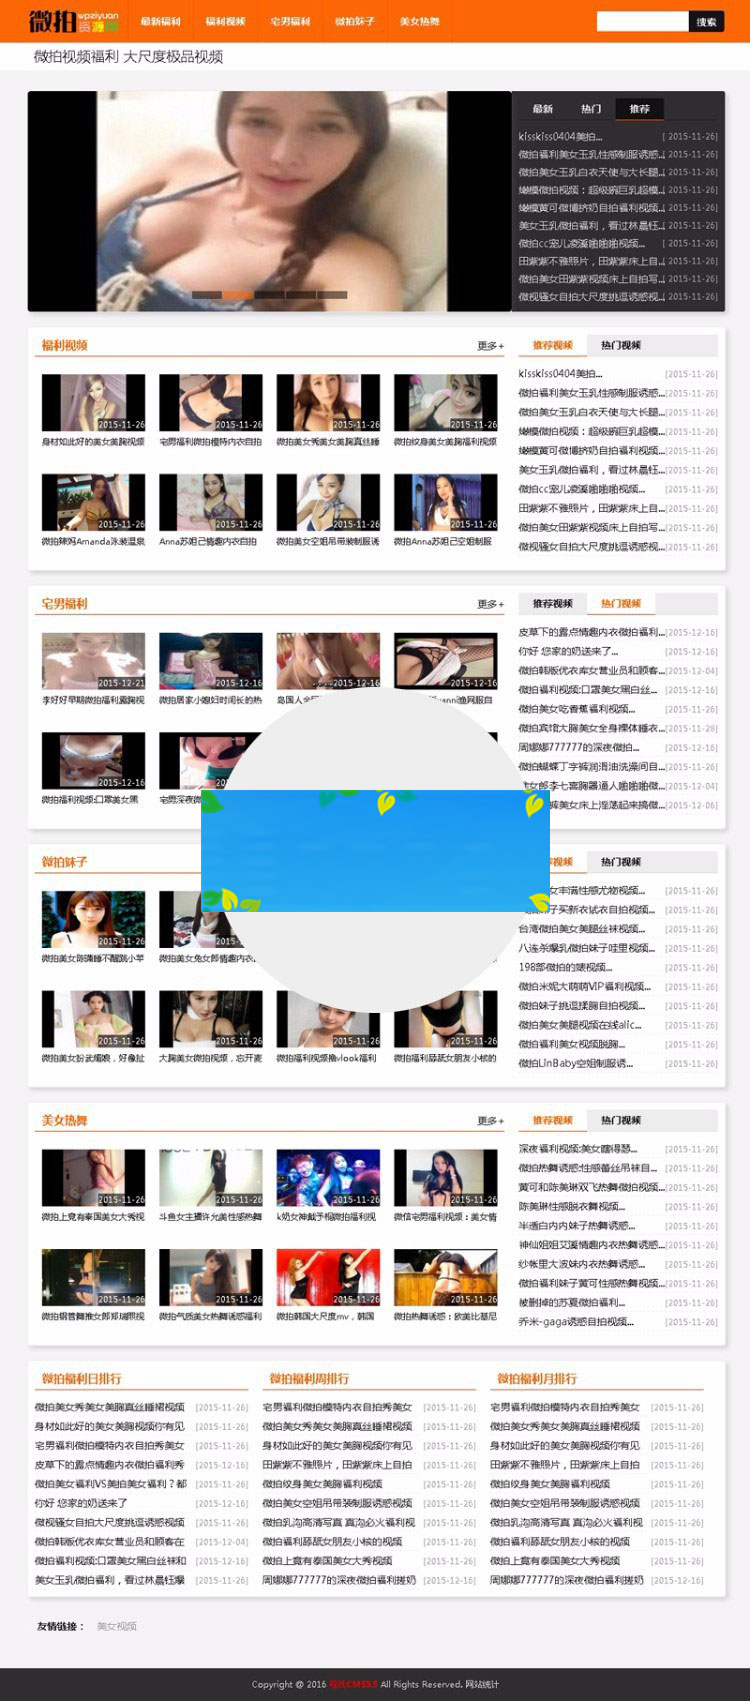 微拍 wpziyuan 资源网
最新福利 福利视频 宅男福利 微拍妹子 美女热舞 搜索
微拍视频福利 大尺度极品视频
最新 热门 推荐
kisskiss0404美拍... [ 2015-11-26]
微拍福利美女玉乳性感制服诱惑... [ 2015-11-26]
微拍美女玉乳白衣天使与大长腿... [ 2015-11-26]
嫩模微拍视频：超级豌巨乳超模... [ 2015-11-26]
嫩模黄可微博挤奶自拍福利视频... [ 2015-11-26]
美女玉乳微拍福利，看过林晶钰... [ 2015-11-26]
微拍cc宠儿凌溪啪啪啪视频... [ 2015-11-26]
田紫紫不雅照片，田紫紫床上自... [ 2015-11-26]
微拍美女田紫紫视频床上自拍写... [ 2015-11-26]
微视骚女自拍大尺度挑逗诱惑视... [ 2015-11-26]
福利视频 更多+
2015-11-26 2015-11-26 2015-11-26 2015-11-26
身材如此好的美女美胸视频 宅男福利微拍模特内衣自拍 微拍美女秀美女美胸真丝睡 微拍纹身美女美胸福利视频
2015-11-26 2015-11-26 2015-11-26 2015-11-26
微拍辣妈Amanda泳装温泉 Anna苏妲己情趣内衣自拍 微拍美女空姐吊带装制服诱 微拍Anna苏妲己空姐制服
推荐视频 热门视频
kisskiss0404美拍... [2015-11-26]
微拍福利美女玉乳性感制服诱惑... [2015-11-26]
微拍美女玉乳白衣天使与大长腿... [2015-11-26]
嫩模微拍视频：超级豌巨乳超模... [2015-11-26]
嫩模黄可微博挤奶自拍福利视频... [2015-11-26]
美女玉乳微拍福利，看过林晶钰... [2015-11-26]
微拍cc宠儿凌溪啪啪啪视频... [2015-11-26]
田紫紫不雅照片，田紫紫床上自... [2015-11-26]
微拍美女田紫紫视频床上自拍写... [2015-11-26]
微视骚女自拍大尺度挑逗诱惑视... [2015-11-26]
宅男福利 更多+
2015-12-21 2015-12-16 2015-12-16 2015-12-16
李好好早期微拍福利露胸视 微拍居家小媳妇时间长的热 岛国人 渔网服自
2015-12-16
微拍福利视频:口罩美女黑 宅男深夜微
推荐视频 热门视频
皮草下的露点情趣内衣微拍福利... [2015-12-16]
你好 您家的奶送来了... [2015-12-16]
微拍韩版优衣库女营业员和顾客... [2015-12-04]
微拍福利视频:口罩美女黑白丝... [2015-12-16]
微拍美女吃香蕉福利视频... [2015-11-26]
微拍宾馆大胸美女全身裸体睡衣... [2015-11-28]
周娜娜777777的深夜微拍... [2015-12-16]
微拍蝴蝶丁字裤润滑油洗澡间自... [2015-11-26]
女郎李七喜胸器逼人啪啪啪做... [2015-12-04]
裤美女床上淫荡起来搞做... [2015-12-06]
微拍妹子
2015-11-26
微拍美女陈潇睡不醒跳小苹 微拍美女兔女郎情趣内衣
2015-11-26 2015-11-26 2015-11-26 2015-11-26
微拍美女扮武媚娘，好像扯 大胸美女微拍视频，忘开麦 微拍福利视频撸vlook福利 微拍福利舔舐女朋友小桉的
视频 热门视频
女丰满性感尤物视频... [2015-11-26]
子买新衣试衣自拍视频... [2015-11-26]
台湾微拍美女美腿丝袜视频... [2015-11-26]
八连杀爆乳微拍妹子哇里视频... [2015-11-26]
198部微拍的婊视频... [2015-11-26]
微拍米妮大萌萌VIP福利视频... [2015-11-26]
微拍妹子挑逗揉胸自拍视频... [2015-11-26]
微拍美女美腿视频在线alic... [2015-11-26]
微拍福利美女视频脱胸... [2015-11-26]
微拍LinBaby空姐制服诱... [2015-11-26]
美女热舞 更多+
2015-11-26 2015-11-26 2015-11-26 2015-11-26
微拍上竟有泰国美女大秀视 斗鱼女主播许允美性感热舞 k奶女神戴予桐微拍福利视 微信宅男福利视频：美女情
2015-11-26 2015-11-26 2015-11-26 2015-11-26
微拍钢管舞推女郎郑瑞熙视 微拍气质美女热舞诱惑福利 微拍韩国大尺度mv，韩国 微拍热舞诱惑：欧美比基尼
推荐视频 热门视频
深夜福利视频:美女瞎得瑟... [2015-11-26]
微拍热舞诱惑:性感蕾丝吊袜自... [2015-11-26]
黄可和陈美琳双飞热舞微拍视频... [2015-11-26]
陈美琳性感脱衣舞视频... [2015-11-26]
半透白内内妹子热舞诱惑... [2015-11-26]
神仙姐姐艾溪情趣内衣热舞诱惑... [2015-11-26]
纱帐里大波妹内衣热舞诱惑... [2015-11-26]
微拍福利妹子黄可性感热舞视频... [2015-11-26]
被删掉的苏夏微拍福利... [2015-11-26]
乔米-gaga诱惑自拍视频... [2015-11-26]
微拍福利日排行 微拍福利周排行 微拍福利月排行
微拍美女秀美女美胸真丝睡裙视频 [2015-11-26] 宅男福利微拍模特内衣自拍秀美女 [2015-11-26] 宅男福利微拍模特内衣自拍秀美女 [2015-11-26]
身材如此好的美女美胸视频你有见 [2015-11-26] 微拍美女秀美女美胸真丝睡裙视频 [2015-11-26] 微拍美女秀美女美胸真丝睡裙视频 [2015-11-26]
宅男福利微拍模特内衣自拍秀美女 [2015-11-26] 身材如此好的美女美胸视频你有见 [2015-11-26] 身材如此好的美女美胸视频你有见 [2015-11-26]
皮草下的露点情趣内衣微拍福利秀 [2015-12-16] 田紫紫不雅照片，田紫紫床上自拍 [2015-11-26] 田紫紫不雅照片，田紫紫床上自拍 [2015-11-26]
微拍美女福利VS美拍美女福利？都 [2015-11-26] 微拍纹身美女美胸福利视频 [2015-11-26] 微拍纹身美女美胸福利视频 [2015-11-26]
你好 您家的奶送来了 [2015-12-16] 微拍美女空姐吊带装制服诱惑视频 [2015-11-26] 微拍美女空姐吊带装制服诱惑视频 [2015-11-26]
微视骚女自拍大尺度挑逗诱惑视频 [2015-11-26] 微拍乳沟高清写真 真沟必火福利视 [2015-11-26] 微拍乳沟高清写真 真沟必火福利视 [2015-11-26]
微拍韩版优衣库女营业员和顾客在 [2015-12-04] 微拍福利舔舐女朋友小桉的视频 [2015-11-26] 微拍福利舔舐女朋友小桉的视频 [2015-11-26]
微拍福利视频:口罩美女黑白丝袜和 [2015-12-16] 微拍上竟有泰国美女大秀视频 [2015-11-26] 微拍上竟有泰国美女大秀视频 [2015-11-26]
美女玉乳微拍福利，看过林晶钰曝 [2015-11-26] 周娜娜777777的深夜微拍福利搓奶 [2015-12-16] 周娜娜777777的深夜微拍福利搓奶 [2015-12-16]
友情链接： 美女视频
Copyright @ 2016 程氏CMS3.5 All Rights Reserved. 网站统计